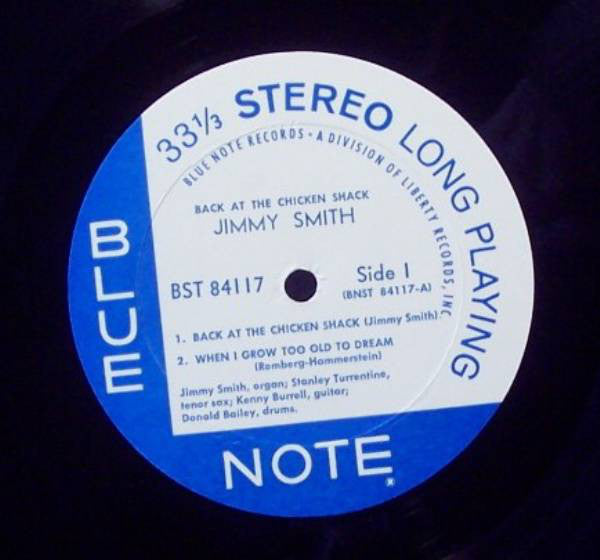 33⅓ STEREO LONG PLAYING
BLUE NOTE RECORDS • A DIVISION OF LIBERTY RECORDS, INC
BACK AT THE CHICKEN SHACK
JIMMY SMITH
BST 84117
Side 1
(BNST 84117-A)
1. BACK AT THE CHICKEN SHACK (Jimmy Smith)
2. WHEN I GROW TOO OLD TO DREAM
(Romberg-Hammerstein)
Jimmy Smith, organ; Stanley Turrentine,
tenor sax; Kenny Burrell, guitar;
Donald Bailey, drums.
BLUE
NOTE